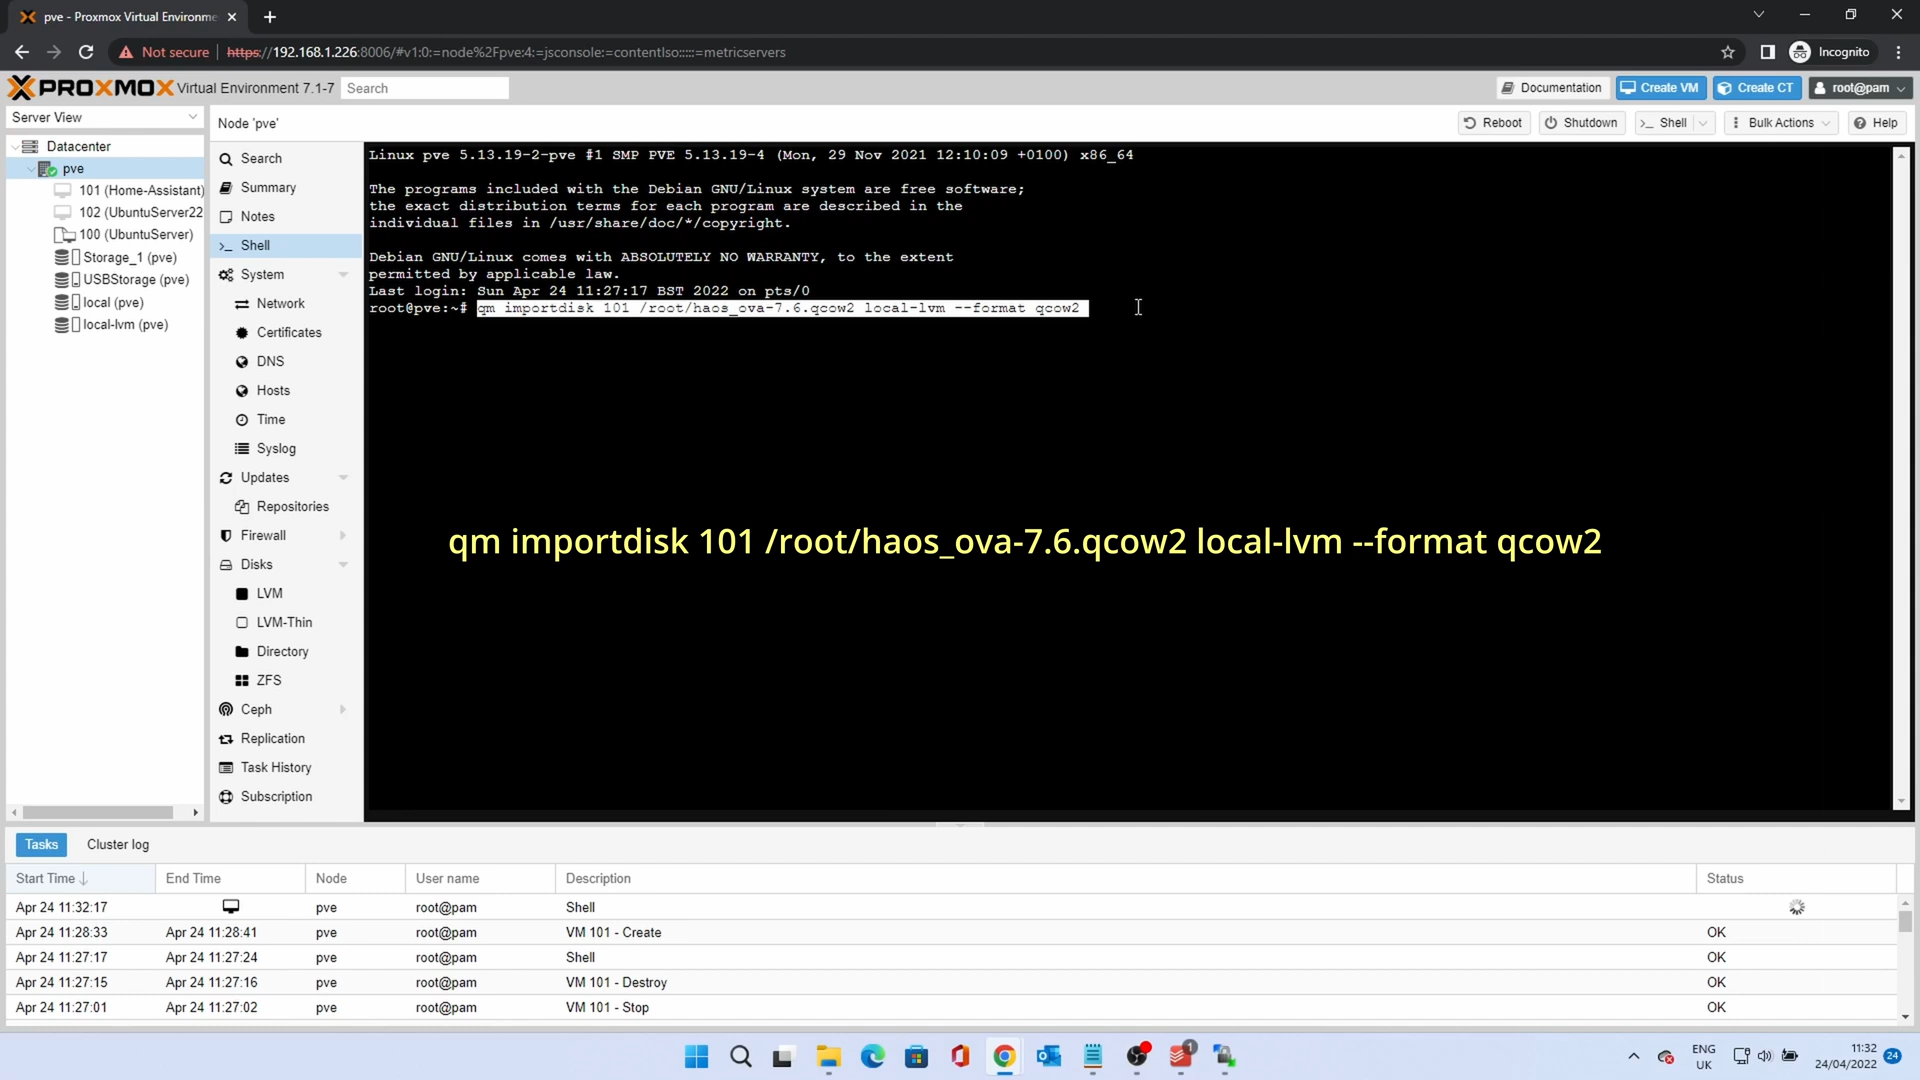 pve - Proxmox Virtual Environme
Not secure
https://192.168.1.226:8006/#v1:0:=node%2Fpve:4:=jsconsole:=contentIso:::::=metricservers
Incognito
PROXMOX Virtual Environment 7.1-7
Search
Documentation
Create VM
Create CT
root@pam
Server View
Node 'pve'
Reboot
Shutdown
>_ Shell
Bulk Actions
Help
Datacenter
pve
101 (Home-Assistant)
102 (UbuntuServer22
100 (UbuntuServer)
Storage_1 (pve)
USBStorage (pve)
local (pve)
local-lvm (pve)
Search
Summary
Notes
>_ Shell
System
Network
Certificates
DNS
Hosts
Time
Syslog
Updates
Repositories
Firewall
Disks
LVM
LVM-Thin
Directory
ZFS
Ceph
Replication
Task History
Subscription
Linux pve 5.13.19-2-pve #1 SMP PVE 5.13.19-4 (Mon, 29 Nov 2021 12:10:09 +0100) x86_64
The programs included with the Debian GNU/Linux system are free software;
the exact distribution terms for each program are described in the
individual files in /usr/share/doc/*/copyright.
Debian GNU/Linux comes with ABSOLUTELY NO WARRANTY, to the extent
permitted by applicable law.
Last login: Sun Apr 24 11:27:17 BST 2022 on pts/0
root@pve:~# qm importdisk 101 /root/haos_ova-7.6.qcow2 local-lvm --format qcow2
qm importdisk 101 /root/haos_ova-7.6.qcow2 local-lvm --format qcow2
Tasks
Cluster log
Start Time
End Time
Node
User name
Description
Status
Apr 24 11:32:17 pve root@pam Shell
Apr 24 11:28:33 Apr 24 11:28:41 pve root@pam VM 101 - Create OK
Apr 24 11:27:17 Apr 24 11:27:24 pve root@pam Shell OK
Apr 24 11:27:15 Apr 24 11:27:16 pve root@pam VM 101 - Destroy OK
Apr 24 11:27:01 Apr 24 11:27:02 pve root@pam VM 101 - Stop OK
1
ENG
UK
11:32
24/04/2022
24